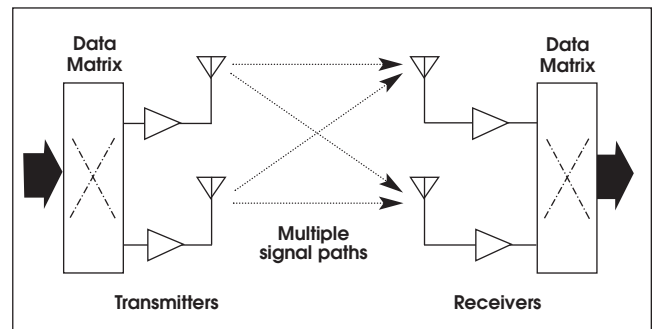 Data
Matrix
Data
Matrix
Multiple
signal paths
Transmitters
Receivers